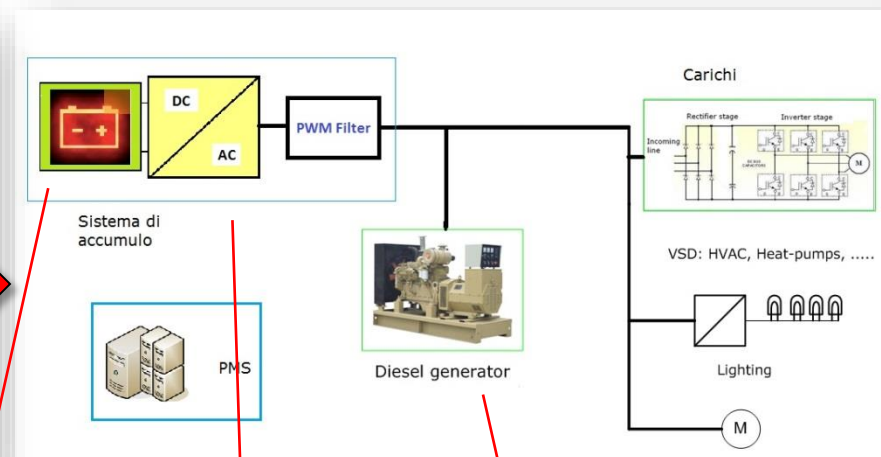 DC
AC
- +
PWM Filter
Sistema di
accumulo
PMS
Diesel generator
Carichi
Rectifier stage
Inverter stage
Incoming
line
M
VSD: HVAC, Heat-pumps, .....
Lighting
M